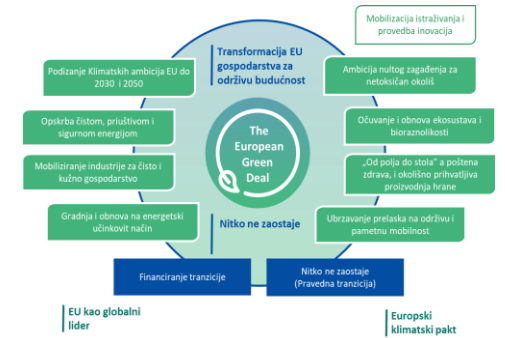 Mobilizacija istraživanja i
provedba inovacija
Transformacija EU
gospodarstva za
održivu budućnost
Podizanje Klimatskih ambicija EU do
2030 i 2050
Ambicija nultog zagađenja za
netoksičan okoliš
Opskrba čistom, priuštivom i
sigurnom energijom
Očuvanje i obnova ekosustava i
bioraznolikosti
The
European
Green
Deal
Mobiliziranje industrije za čisto i
kužno gospodarstvo
„Od polja do stola“ a poštena
zdrava, i okolišno prihvatljiva
proizvodnja hrane
Gradnja i obnova na energetski
učinkovit način
Nitko ne zaostaje
Ubrzavanje prelaska na održivu i
pametnu mobilnost
Financiranje tranzicije
Nitko ne zaostaje
(Pravedna tranzicija)
EU kao globalni
lider
Europski
klimatski pakt